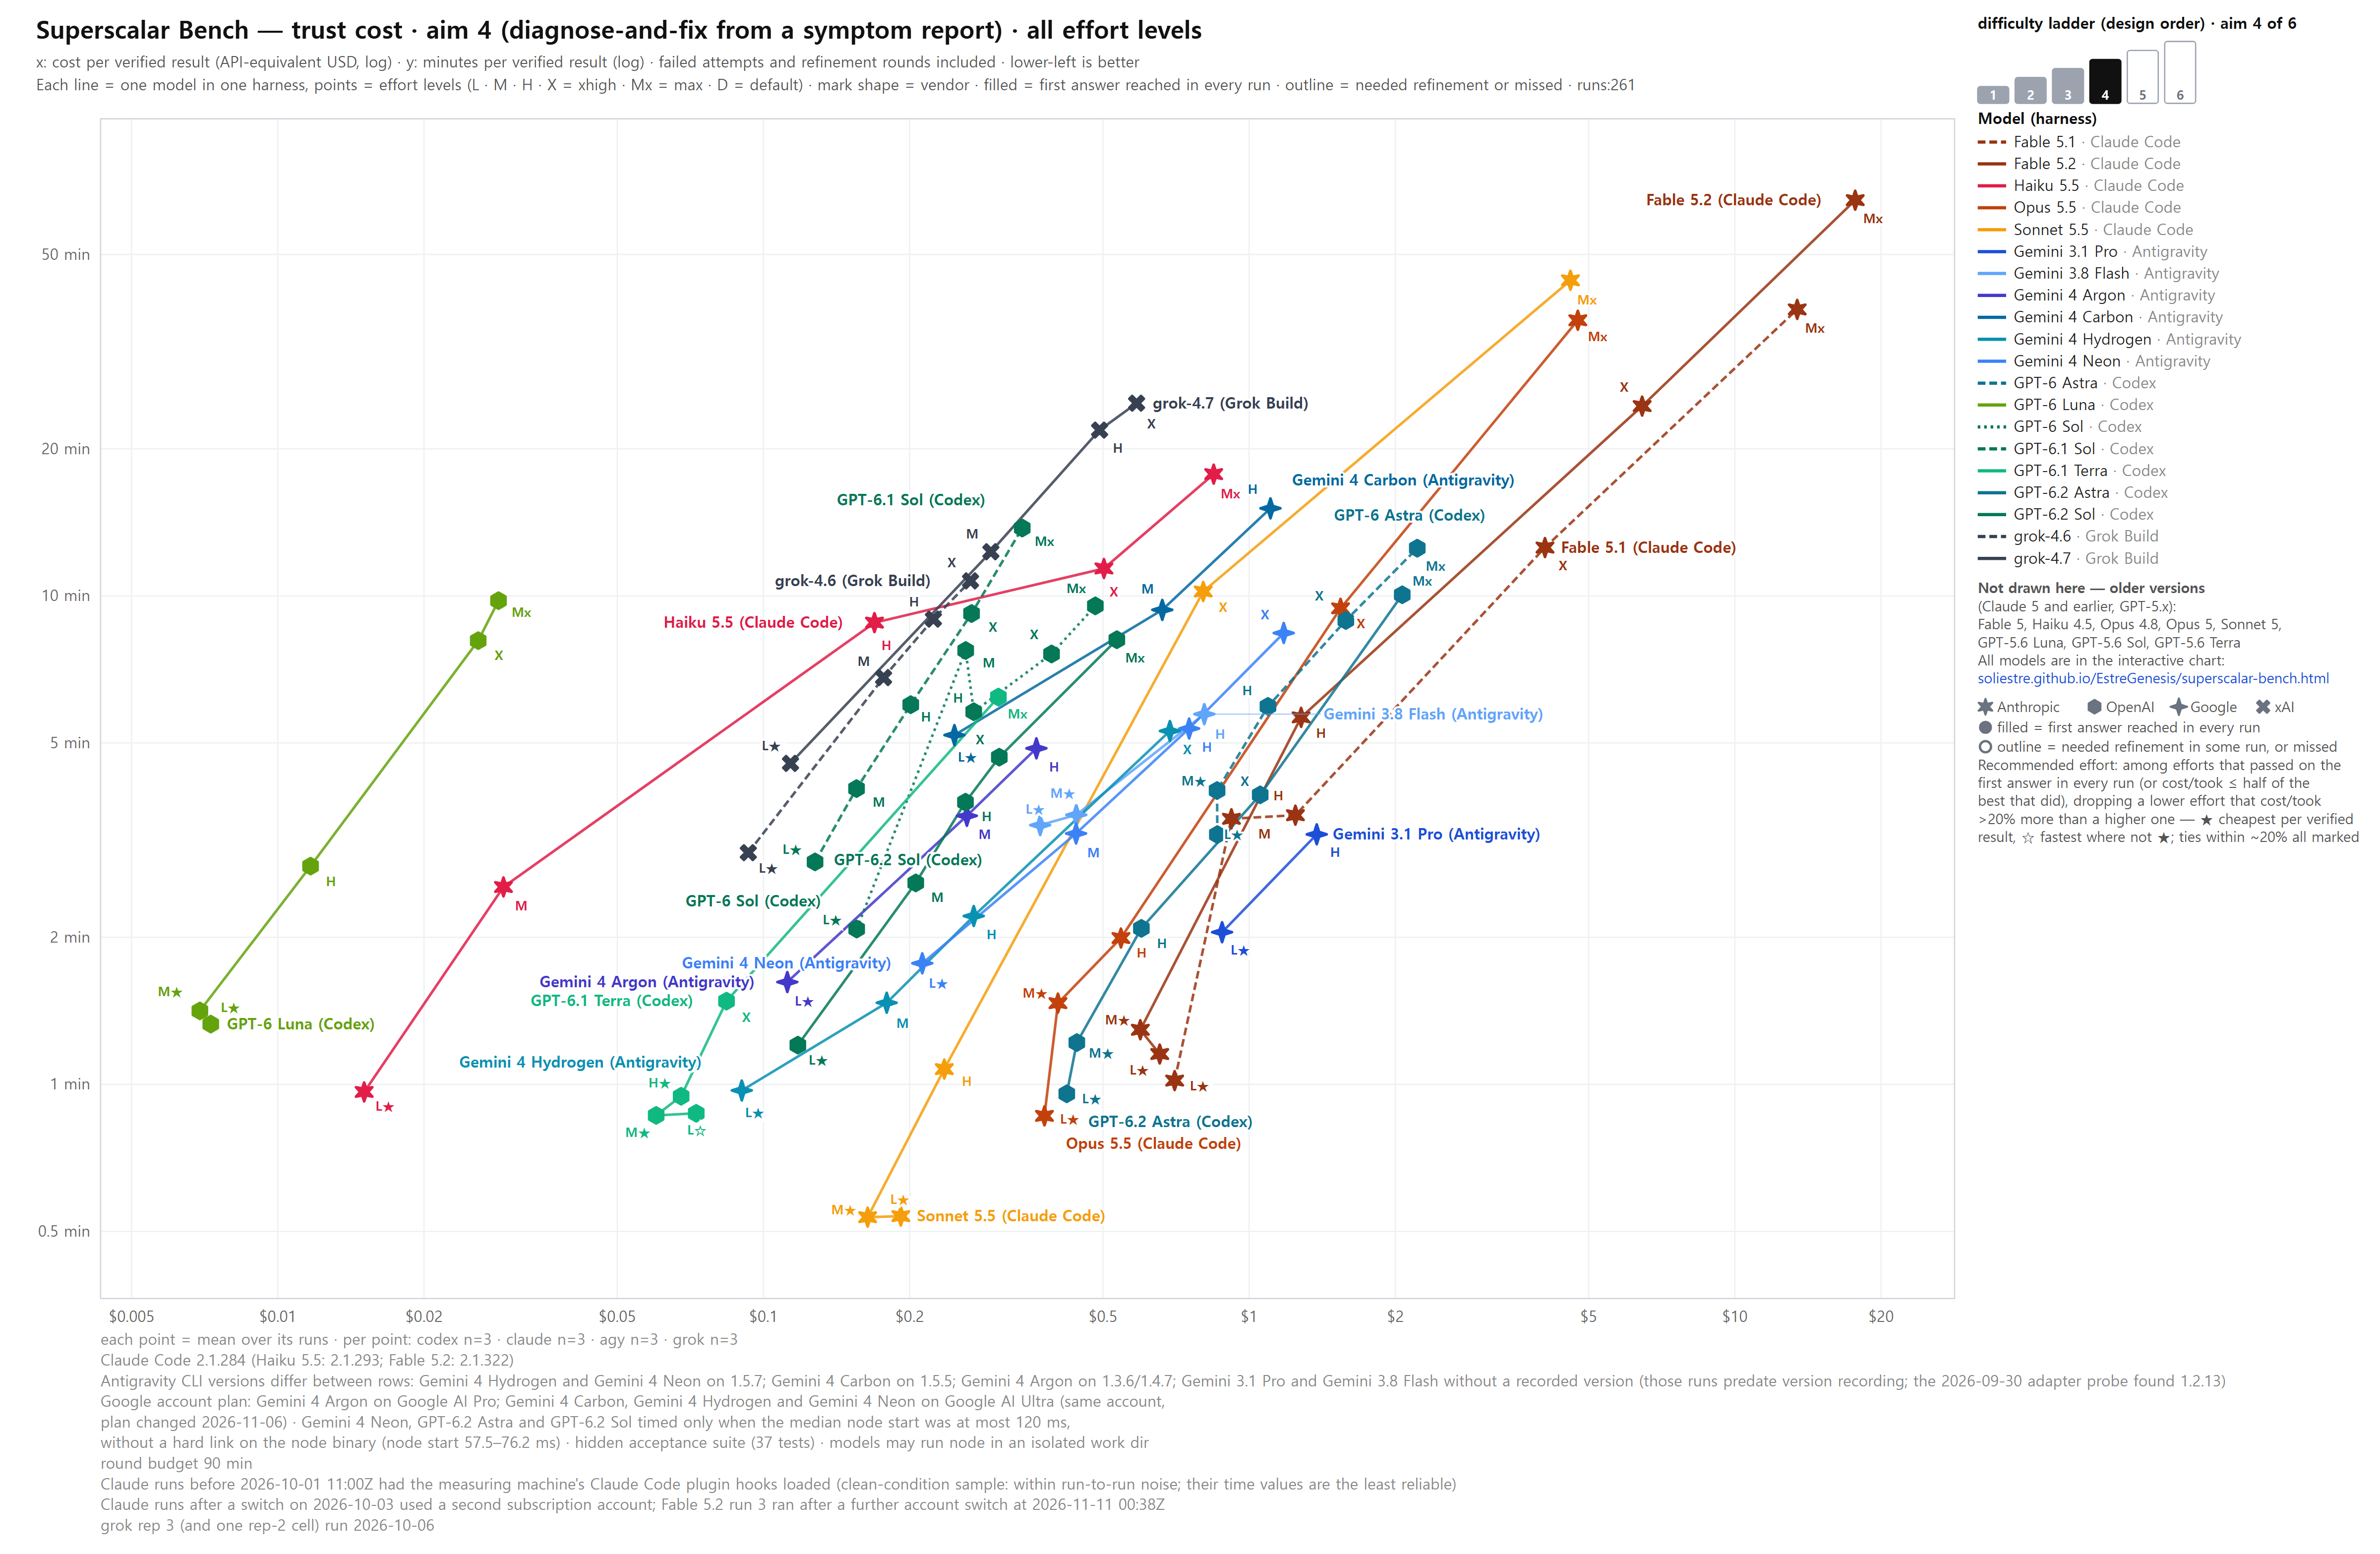 Superscalar Bench — trust cost · aim 4 (diagnose-and-fix from a symptom report) · all effort levels
x: cost per verified result (API-equivalent USD, log) · y: minutes per verified result (log) · failed attempts and refinement rounds included · lower-left is better
Each line = one model in one harness, points = effort levels (L · M · H · X = xhigh · Mx = max · D = default) · mark shape = vendor · filled = first answer reached in every run · outline = needed refinement or missed · runs:261
difficulty ladder (design order) · aim 4 of 6
1 2 3 4 5 6
Model (harness)
Fable 5.1 · Claude Code
Fable 5.2 · Claude Code
Haiku 5.5 · Claude Code
Opus 5.5 · Claude Code
Sonnet 5.5 · Claude Code
Gemini 3.1 Pro · Antigravity
Gemini 3.8 Flash · Antigravity
Gemini 4 Argon · Antigravity
Gemini 4 Carbon · Antigravity
Gemini 4 Hydrogen · Antigravity
Gemini 4 Neon · Antigravity
GPT-6 Astra · Codex
GPT-6 Luna · Codex
GPT-6 Sol · Codex
GPT-6.1 Sol · Codex
GPT-6.1 Terra · Codex
GPT-6.2 Astra · Codex
GPT-6.2 Sol · Codex
grok-4.6 · Grok Build
grok-4.7 · Grok Build
Not drawn here — older versions
(Claude 5 and earlier, GPT-5.x):
Fable 5, Haiku 4.5, Opus 4.8, Opus 5, Sonnet 5,
GPT-5.6 Luna, GPT-5.6 Sol, GPT-5.6 Terra
All models are in the interactive chart:
soliestre.github.io/EstreGenesis/superscalar-bench.html
Anthropic OpenAI Google xAI
filled = first answer reached in every run
outline = needed refinement in some run, or missed
Recommended effort: among efforts that passed on the
first answer in every run (or cost/took ≤ half of the
best that did), dropping a lower effort that cost/took
>20% more than a higher one — ★ cheapest per verified
result, ☆ fastest where not ★; ties within ~20% all marked
50 min
20 min
10 min
5 min
2 min
1 min
0.5 min
Fable 5.2 (Claude Code)
Mx
Mx
Mx
Mx
X
grok-4.7 (Grok Build)
X
H
Gemini 4 Carbon (Antigravity)
Mx
H
GPT-6.1 Sol (Codex)
GPT-6 Astra (Codex)
M
Mx
Fable 5.1 (Claude Code)
X
X
Mx
Mx
grok-4.6 (Grok Build)
Mx
X
M
X
H
X
X
Haiku 5.5 (Claude Code)
Mx
X
X
X
H
M
X
M
Mx
H
H
H
Mx
Gemini 3.8 Flash (Antigravity)
H
H
X
L★
L★
X
H
H
H
M★
X
H
M★
L★
M
H
M
M
L★
M
Gemini 3.1 Pro (Antigravity)
H
L★
GPT-6.2 Sol (Codex)
L★
M
M
GPT-6 Sol (Codex)
L★
H
H
H
L★
Gemini 4 Neon (Antigravity)
Gemini 4 Argon (Antigravity)
L★
L★
M★
GPT-6.1 Terra (Codex)
X
M
M★
M★
L★
GPT-6 Luna (Codex)
H
L★
M★
L★
L★
Gemini 4 Hydrogen (Antigravity)
H★
H
L★
L★
L★
M★
L☆
L★
GPT-6.2 Astra (Codex)
Opus 5.5 (Claude Code)
L★
M★
Sonnet 5.5 (Claude Code)
$0.005 $0.01 $0.02 $0.05 $0.1 $0.2 $0.5 $1 $2 $5 $10 $20
each point = mean over its runs · per point: codex n=3 · claude n=3 · agy n=3 · grok n=3
Claude Code 2.1.284 (Haiku 5.5: 2.1.293; Fable 5.2: 2.1.322)
Antigravity CLI versions differ between rows: Gemini 4 Hydrogen and Gemini 4 Neon on 1.5.7; Gemini 4 Carbon on 1.5.5; Gemini 4 Argon on 1.3.6/1.4.7; Gemini 3.1 Pro and Gemini 3.8 Flash without a recorded version (those runs predate version recording; the 2026-09-30 adapter probe found 1.2.13)
Google account plan: Gemini 4 Argon on Google AI Pro; Gemini 4 Carbon, Gemini 4 Hydrogen and Gemini 4 Neon on Google AI Ultra (same account,
plan changed 2026-11-06) · Gemini 4 Neon, GPT-6.2 Astra and GPT-6.2 Sol timed only when the median node start was at most 120 ms,
without a hard link on the node binary (node start 57.5–76.2 ms) · hidden acceptance suite (37 tests) · models may run node in an isolated work dir
round budget 90 min
Claude runs before 2026-10-01 11:00Z had the measuring machine's Claude Code plugin hooks loaded (clean-condition sample: within run-to-run noise; their time values are the least reliable)
Claude runs after a switch on 2026-10-03 used a second subscription account; Fable 5.2 run 3 ran after a further account switch at 2026-11-11 00:38Z
grok rep 3 (and one rep-2 cell) run 2026-10-06